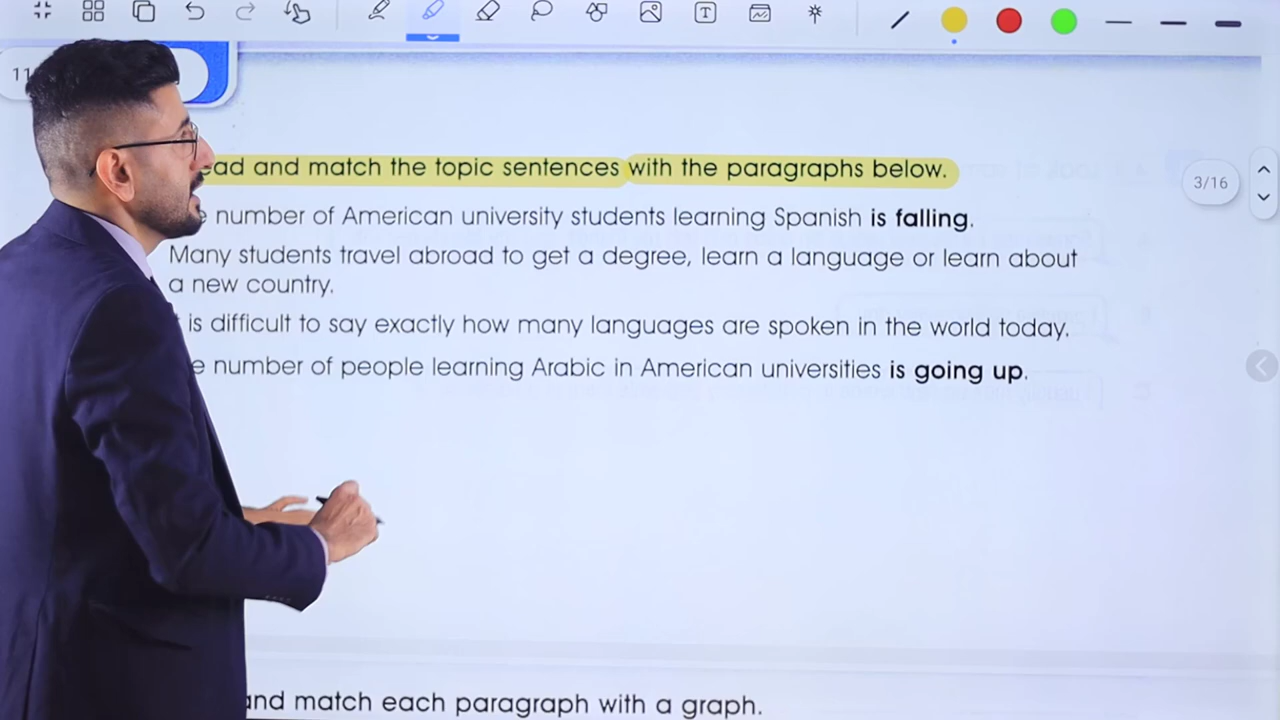 11
3/16
ad and match the topic sentences with the paragraphs below.
e number of American university students learning Spanish is falling.
Many students travel abroad to get a degree, learn a language or learn about
a new country.
is difficult to say exactly how many languages are spoken in the world today.
e number of people learning Arabic in American universities is going up.
and match each paragraph with a graph.